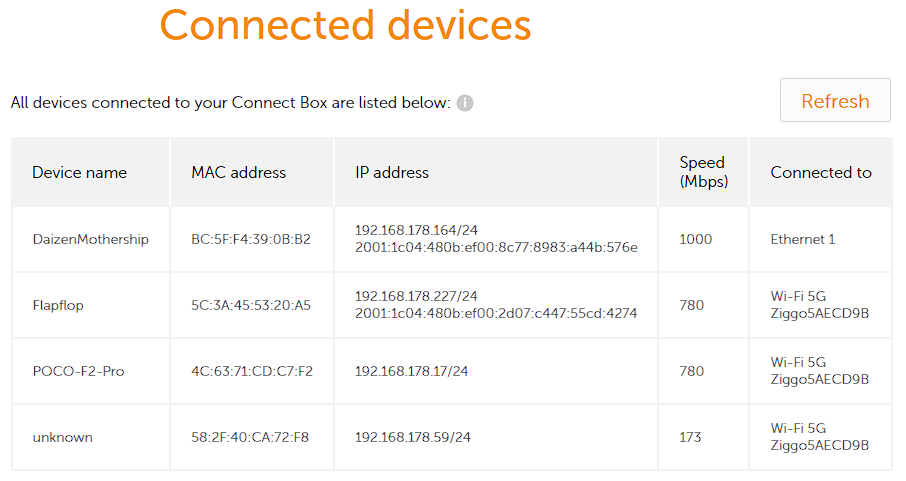 Connected devices
All devices connected to your Connect Box are listed below: i
Refresh
Device name
MAC address
IP address
Speed
(Mbps)
Connected to
DaizenMothership
BC:5F:F4:39:0B:B2
192.168.178.164/24
2001:1c04:480b:ef00:8c77:8983:a44b:576e
1000
Ethernet 1
Flapflop
5C:3A:45:53:20:A5
192.168.178.227/24
2001:1c04:480b:ef00:2d07:c447:55cd:4274
780
Wi-Fi 5G
Ziggo5AECD9B
POCO-F2-Pro
4C:63:71:CD:C7:F2
192.168.178.17/24
780
Wi-Fi 5G
Ziggo5AECD9B
unknown
58:2F:40:CA:72:F8
192.168.178.59/24
173
Wi-Fi 5G
Ziggo5AECD9B